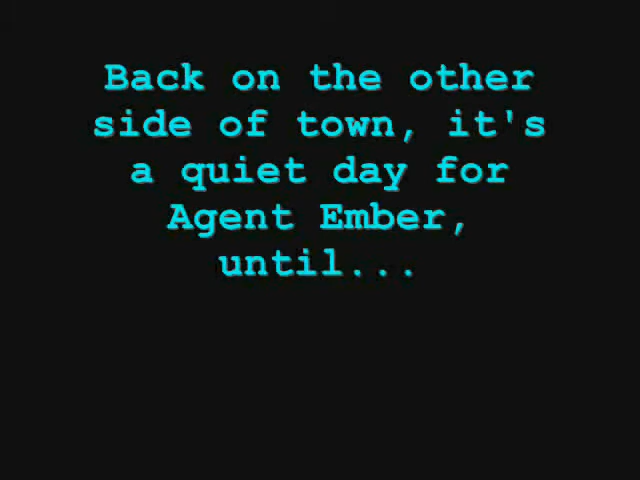 Back on the other
side of town, it's
a quiet day for
Agent Ember,
until...